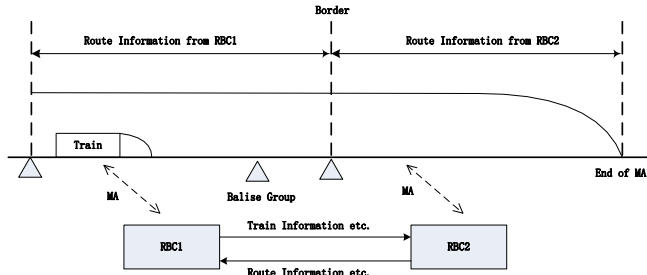 Border
Route Information from RBC1
Route Information from RBC2
Train
End of MA
MA
Balise Group
MA
Train Information etc.
RBC1
RBC2
Route Information etc.